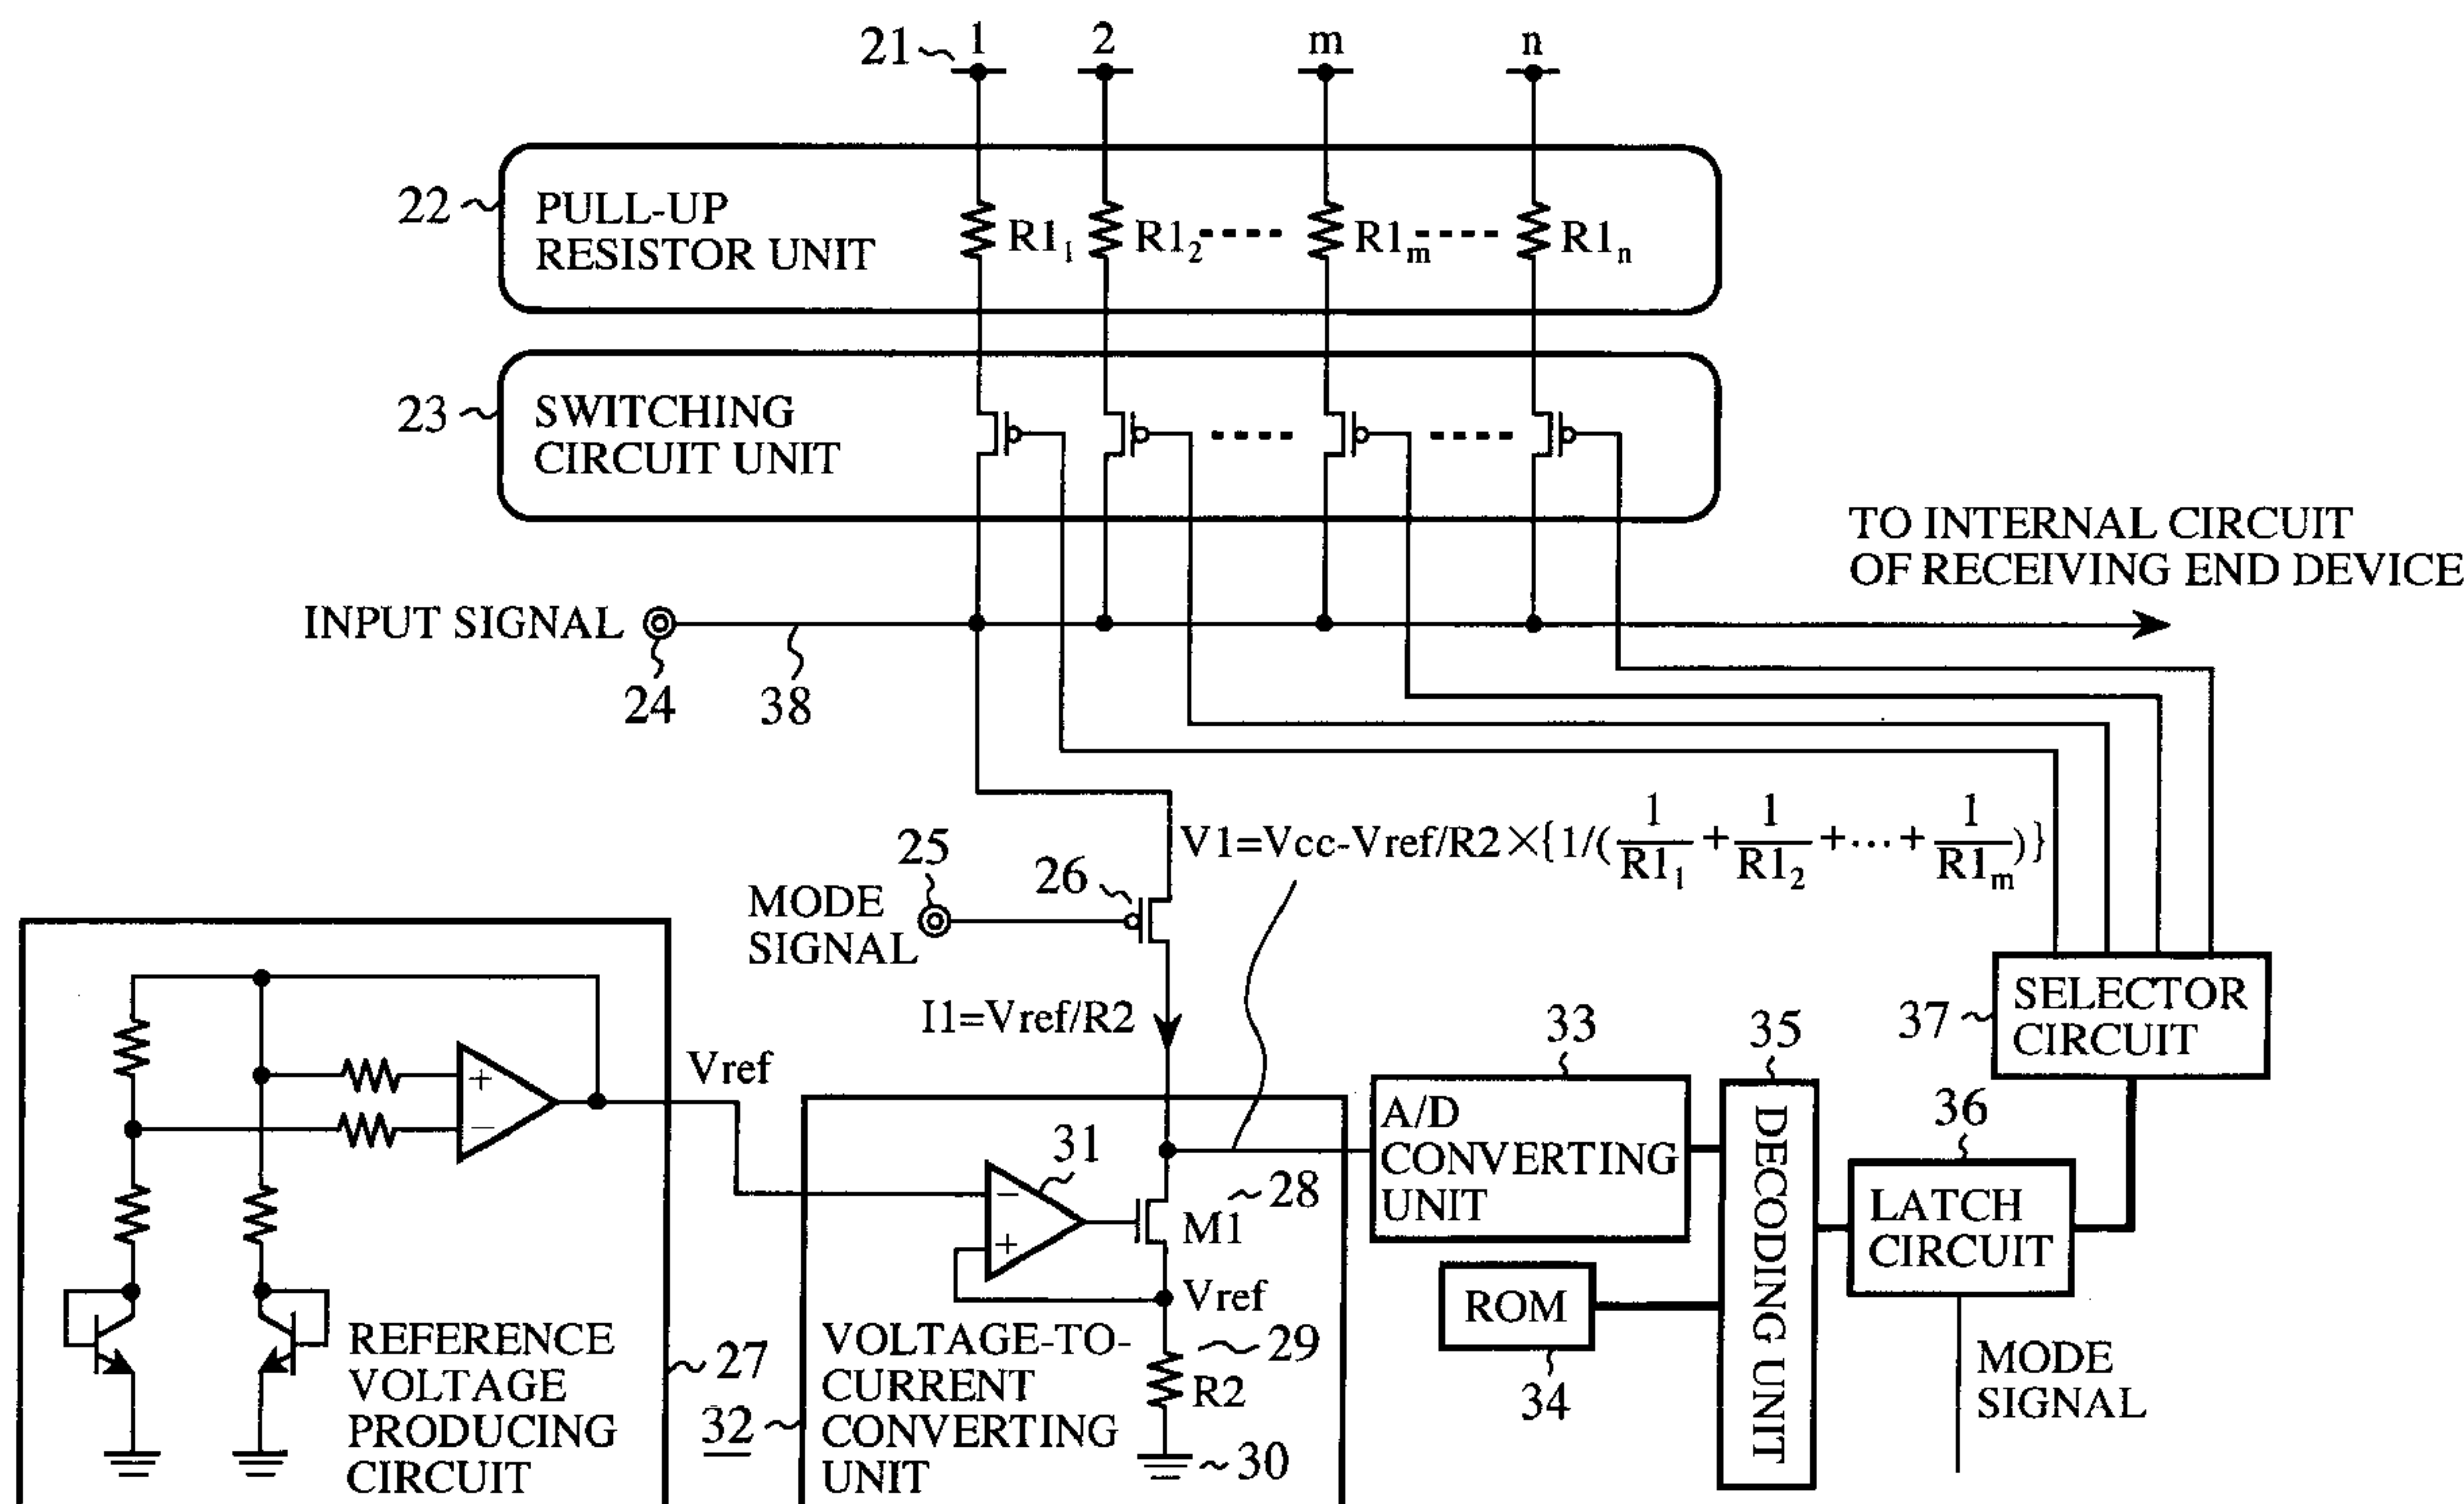 21 1 2 m n
22 PULL-UP
RESISTOR UNIT
R1₁ R1₂ R1ₘ R1ₙ
23 SWITCHING
CIRCUIT UNIT
TO INTERNAL CIRCUIT
OF RECEIVING END DEVICE
INPUT SIGNAL
24 38
V1=Vcc-Vref/R2×{1/(1/R1₁+1/R1₂+···+1/R1ₘ)}
25
MODE
SIGNAL
26
I1=Vref/R2
SELECTOR
CIRCUIT
37
33
A/D
CONVERTING
UNIT
35
DECODING UNIT
36
LATCH
CIRCUIT
MODE
SIGNAL
ROM
34
Vref
+
−
REFERENCE
VOLTAGE
PRODUCING
CIRCUIT
27
31
−
+
M1
28
Vref
29
R2
30
VOLTAGE-TO-
CURRENT
CONVERTING
UNIT
32